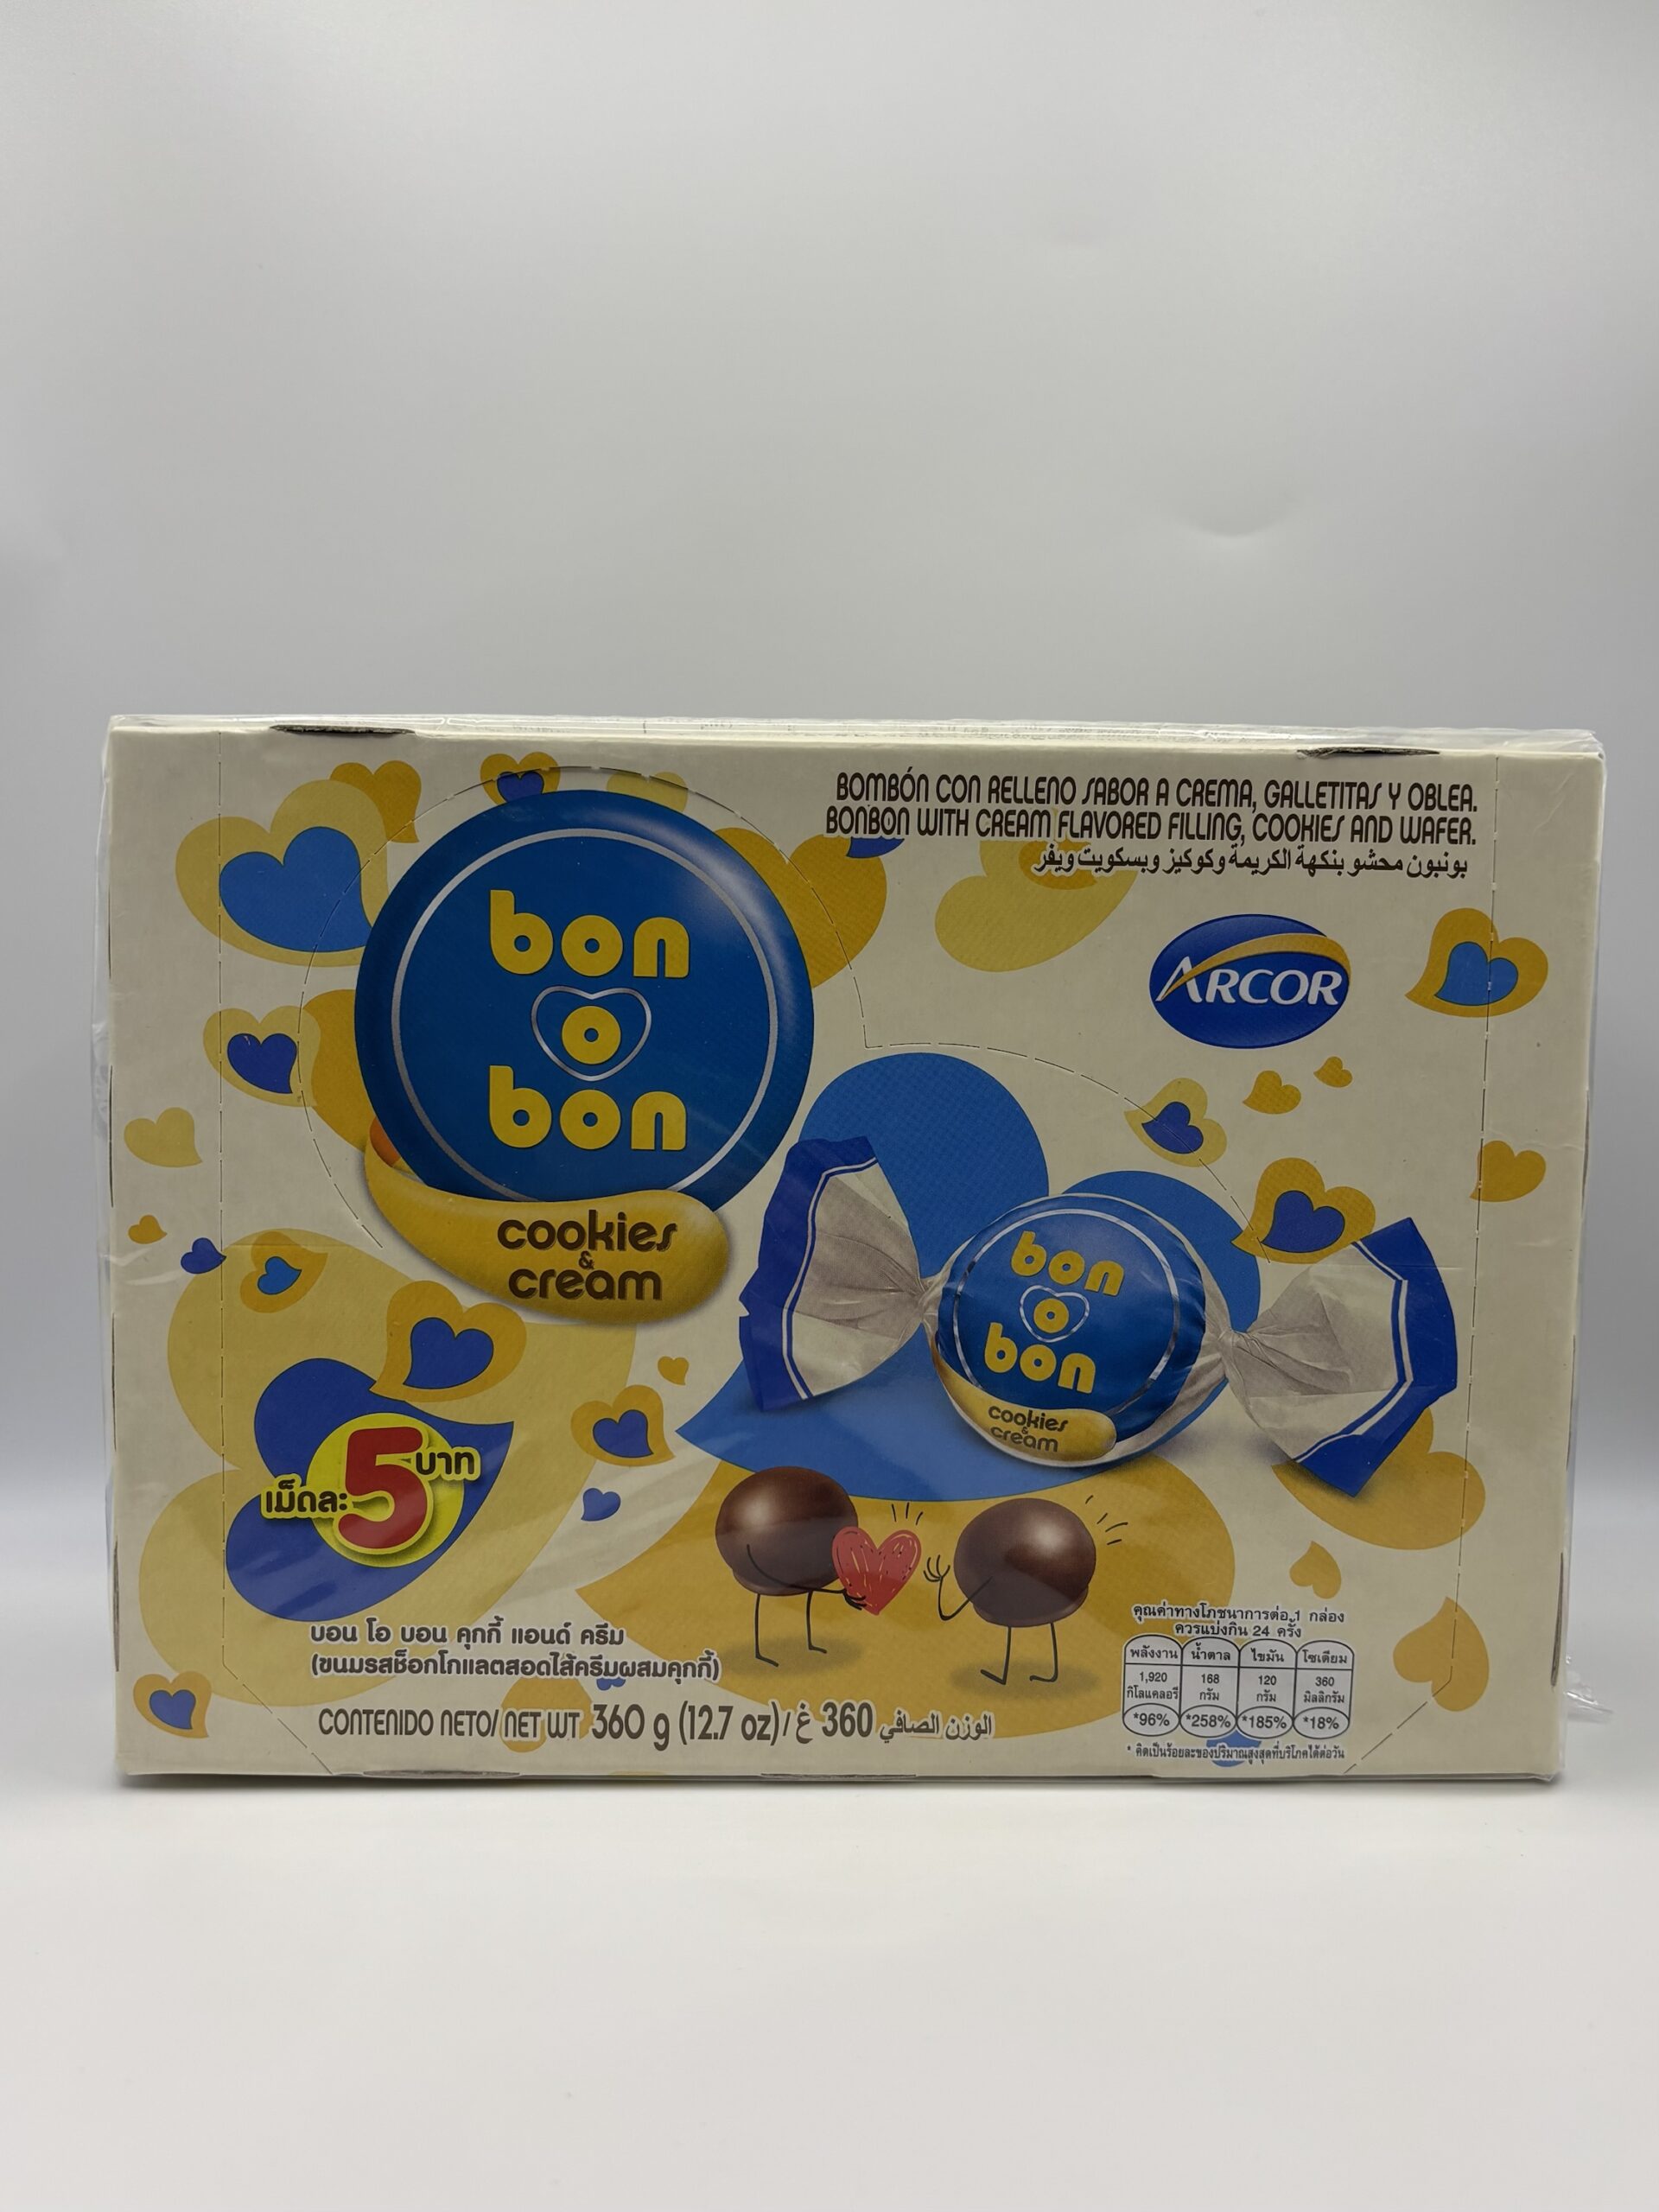 BOMBÓN CON RELLENO SABOR A CREMA, GALLETITAS Y OBLEA.
BONBON WITH CREAM FLAVORED FILLING, COOKIES AND WAFER.
بونبون محشو بنكهة الكريمة وكوكيز وبسكويت ويفر
bon
o
bon
cookies
&
cream
ARCOR
bon
o
bon
cookies
&
cream
เม็ดละ 5 บาท
บอน โอ บอน คุกกี้ แอนด์ ครีม
(ขนมรสช็อกโกแลตสอดไส้ครีมผสมคุกกี้)
CONTENIDO NETO/ NET WT 360 g (12.7 oz)/ الوزن الصافي 360 غ
คุณค่าทางโภชนาการต่อ 1 กล่อง
ควรแบ่งกิน 24 ครั้ง
พลังงาน น้ำตาล ไขมัน โซเดียม
1,920 168 120 360
กิโลแคลอรี กรัม กรัม มิลลิกรัม
*96% *258% *185% *18%
* คิดเป็นร้อยละของปริมาณสูงสุดที่บริโภคได้ต่อวัน